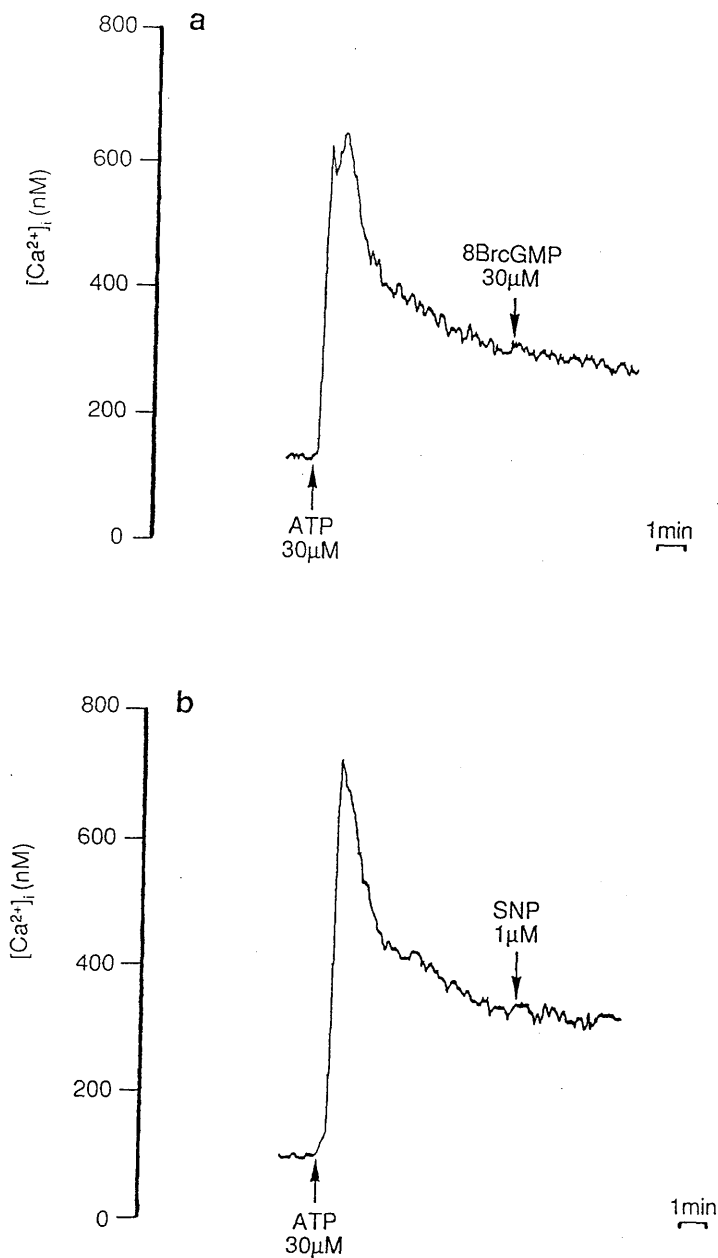 a
800
600
400
200
0
[Ca²⁺]ᵢ (nM)
8BrcGMP
30μM
ATP
30μM
1min
b
800
600
400
200
0
[Ca²⁺]ᵢ (nM)
SNP
1μM
ATP
30μM
1min